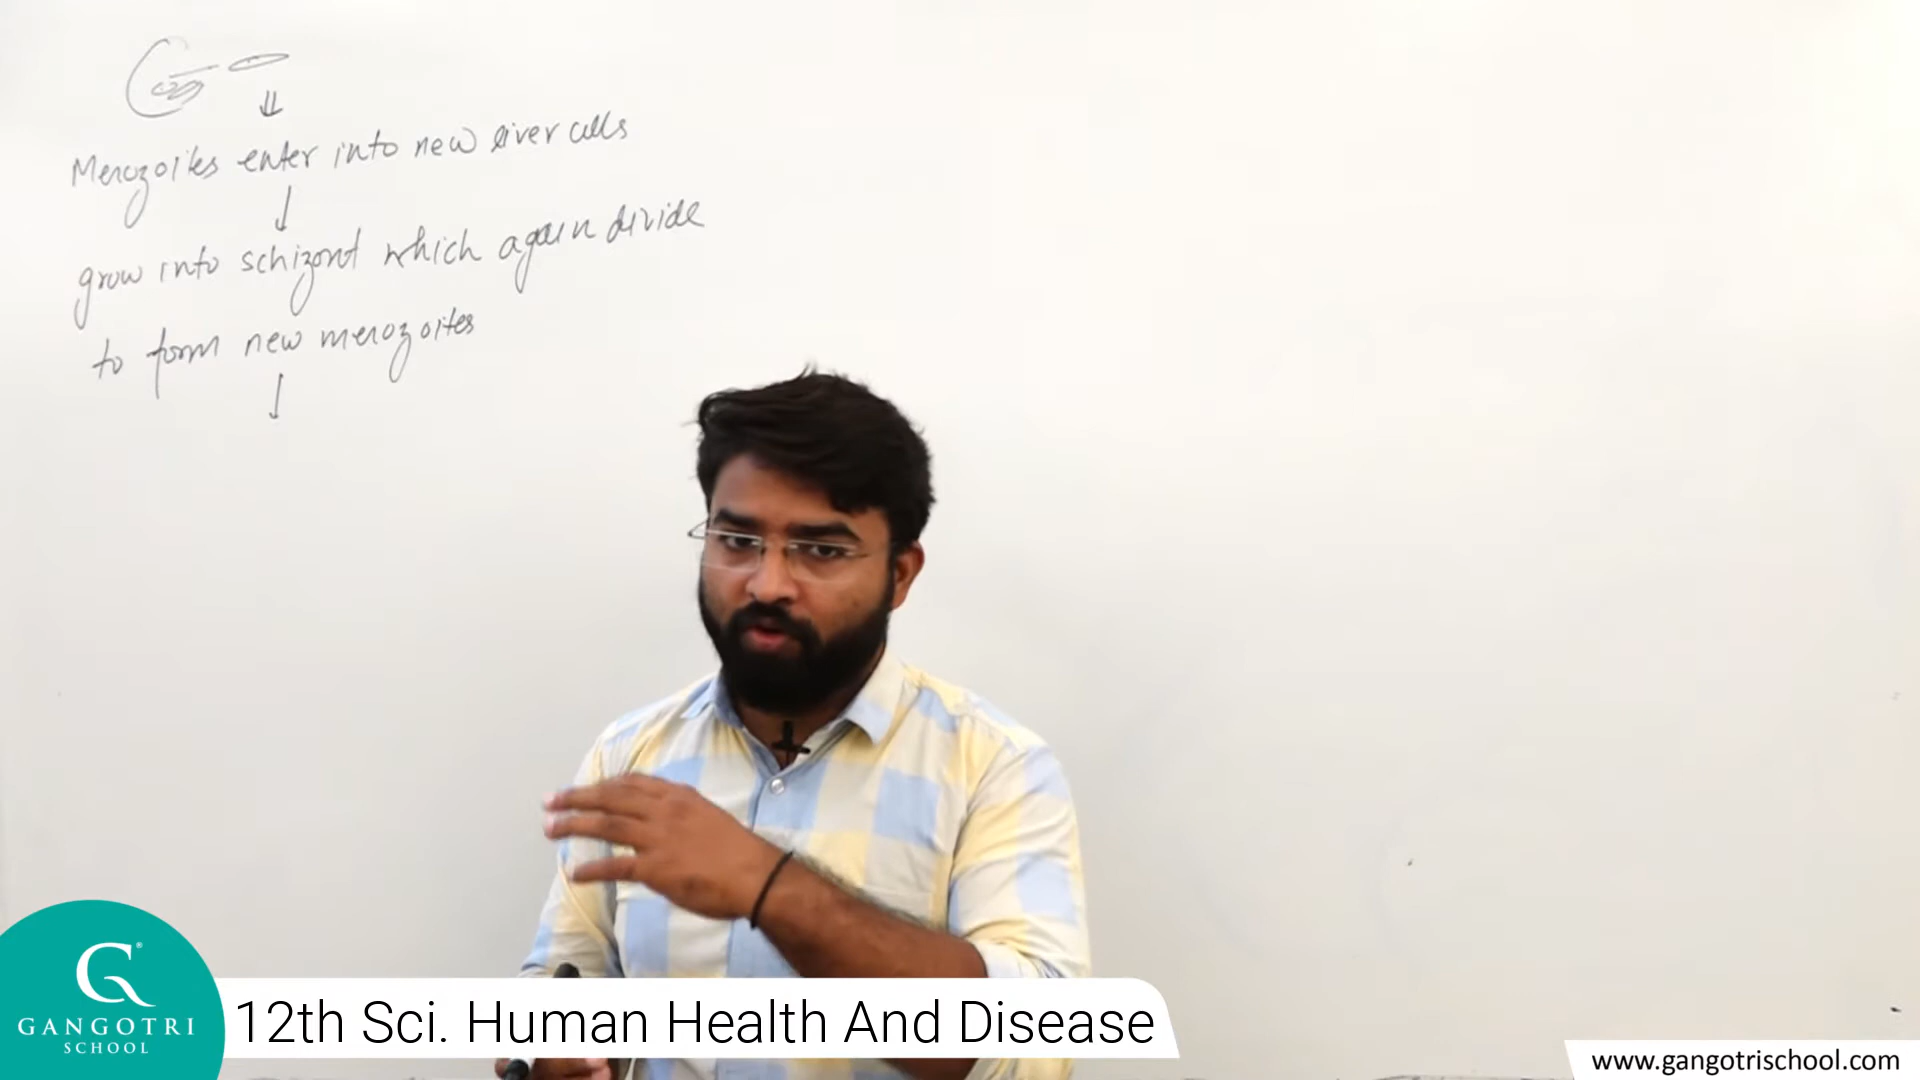 Merozoites enter into new liver cells
grow into schizont which again divide
to form new merozoites
GANGOTRI
SCHOOL
12th Sci. Human Health And Disease
www.gangotrischool.com